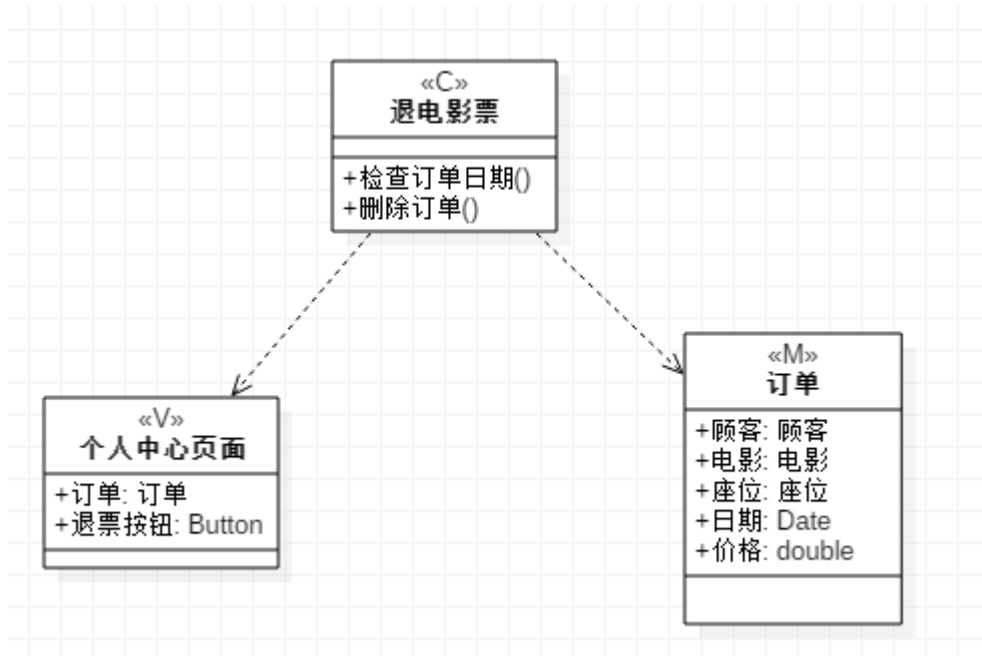 «C»
退电影票
+检查订单日期()
+删除订单()
«V»
个人中心页面
+订单: 订单
+退票按钮: Button
«M»
订单
+顾客: 顾客
+电影: 电影
+座位: 座位
+日期: Date
+价格: double